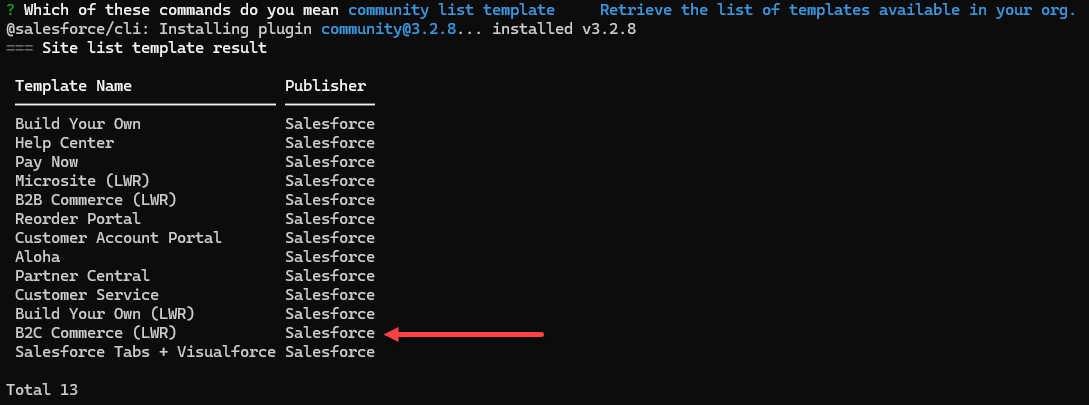 ? Which of these commands do you mean community list template     Retrieve the list of templates available in your org.
@salesforce/cli: Installing plugin community@3.2.8... installed v3.2.8
=== Site list template result
Template Name Publisher
Build Your Own Salesforce
Help Center Salesforce
Pay Now Salesforce
Microsite (LWR) Salesforce
B2B Commerce (LWR) Salesforce
Reorder Portal Salesforce
Customer Account Portal Salesforce
Aloha Salesforce
Partner Central Salesforce
Customer Service Salesforce
Build Your Own (LWR) Salesforce
B2C Commerce (LWR) Salesforce
Salesforce Tabs + Visualforce Salesforce
Total 13